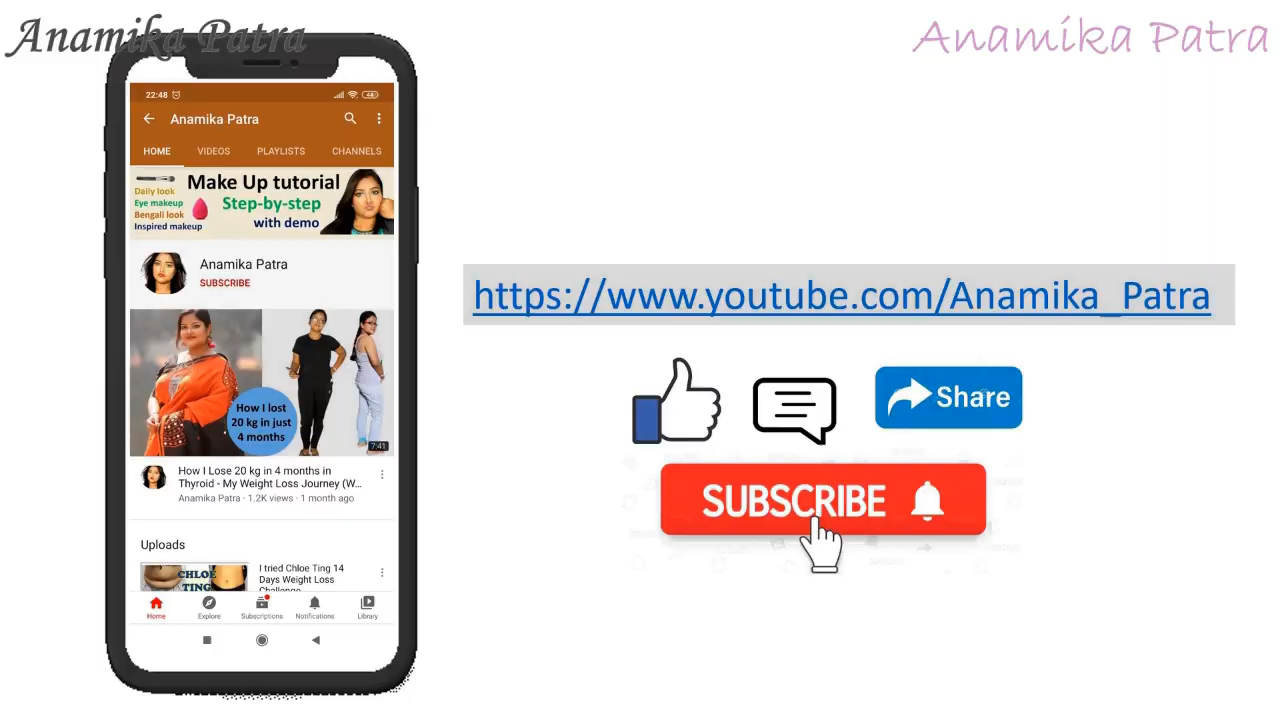 Anamika Patra
Anamika Patra
22:48
Anamika Patra
HOME VIDEOS PLAYLISTS CHANNELS
Daily look
Eye makeup
Bengali look
Inspired makeup
Make Up tutorial
Step-by-step
with demo
Anamika Patra
SUBSCRIBE
How I lost
20 kg in just
4 months
7:41
How I Lose 20 kg in 4 months in
Thyroid - My Weight Loss Journey (W...
Anamika Patra · 1.2K views · 1 month ago
Uploads
CHLOE
TING
I tried Chloe Ting 14
Days Weight Loss
Challenge
Home Explore Subscriptions Notifications Library
https://www.youtube.com/Anamika_Patra
Share
SUBSCRIBE